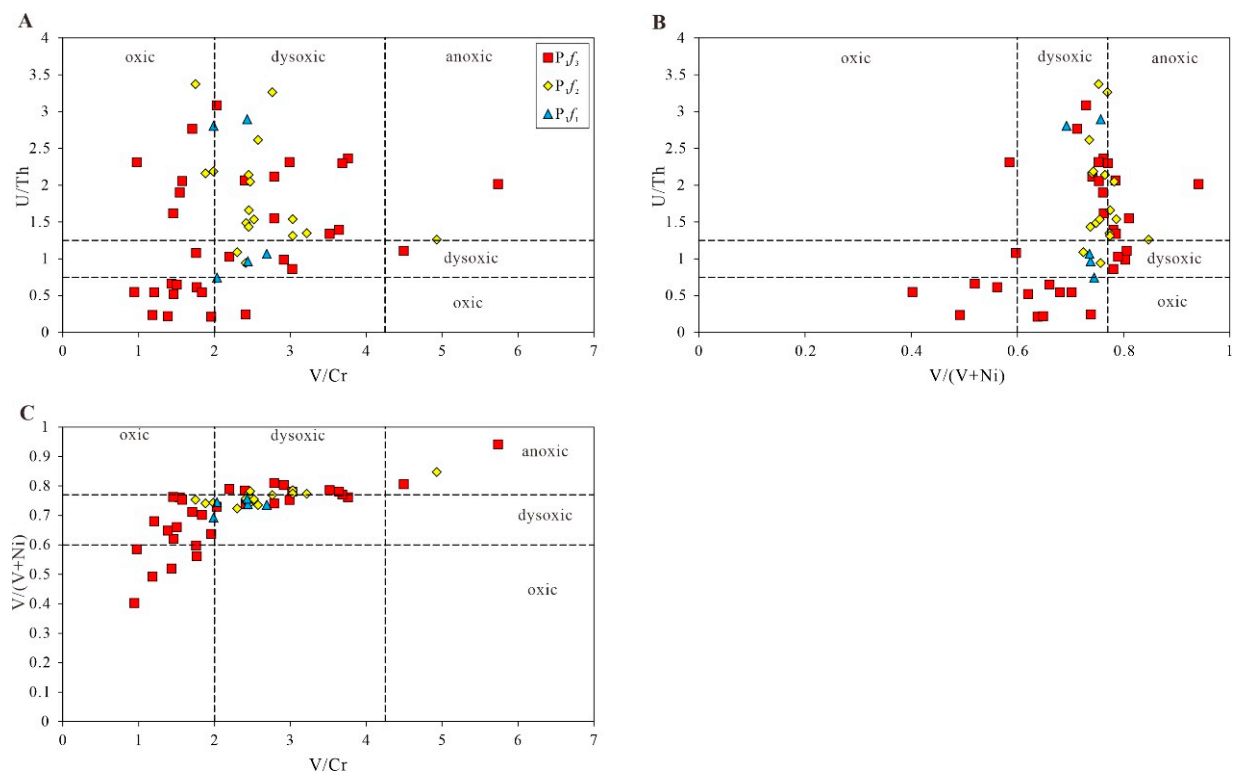 A
oxic dysoxic anoxic
P₁f₃
P₁f₂
P₁f₁
dysoxic
oxic
4
3.5
3
2.5
2
1.5
1
0.5
0
U/Th
0 1 2 3 4 5 6 7
V/Cr
B
oxic dysoxic anoxic
dysoxic
oxic
4
3.5
3
2.5
2
1.5
1
0.5
0
U/Th
0 0.2 0.4 0.6 0.8 1
V/(V+Ni)
C
oxic dysoxic
anoxic
dysoxic
oxic
1
0.9
0.8
0.7
0.6
0.5
0.4
0.3
0.2
0.1
0
V/(V+Ni)
0 1 2 3 4 5 6 7
V/Cr